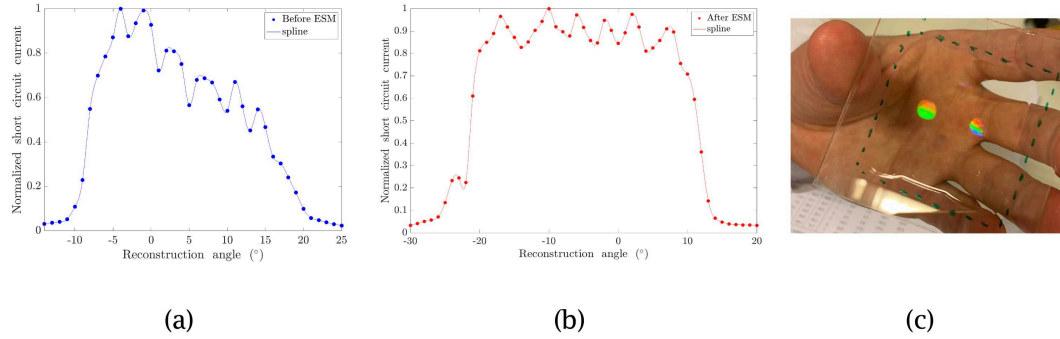 Normalized short circuit current
1
0.8
0.6
0.4
0.2
0
-10
-5
0
5
10
15
20
25
Reconstruction angle (°)
Before ESM
spline
(a)
Normalized short circuit current
1
0.9
0.8
0.7
0.6
0.5
0.4
0.3
0.2
0.1
0
-30
-20
-10
0
10
20
Reconstruction angle (°)
After ESM
spline
(b)
(c)